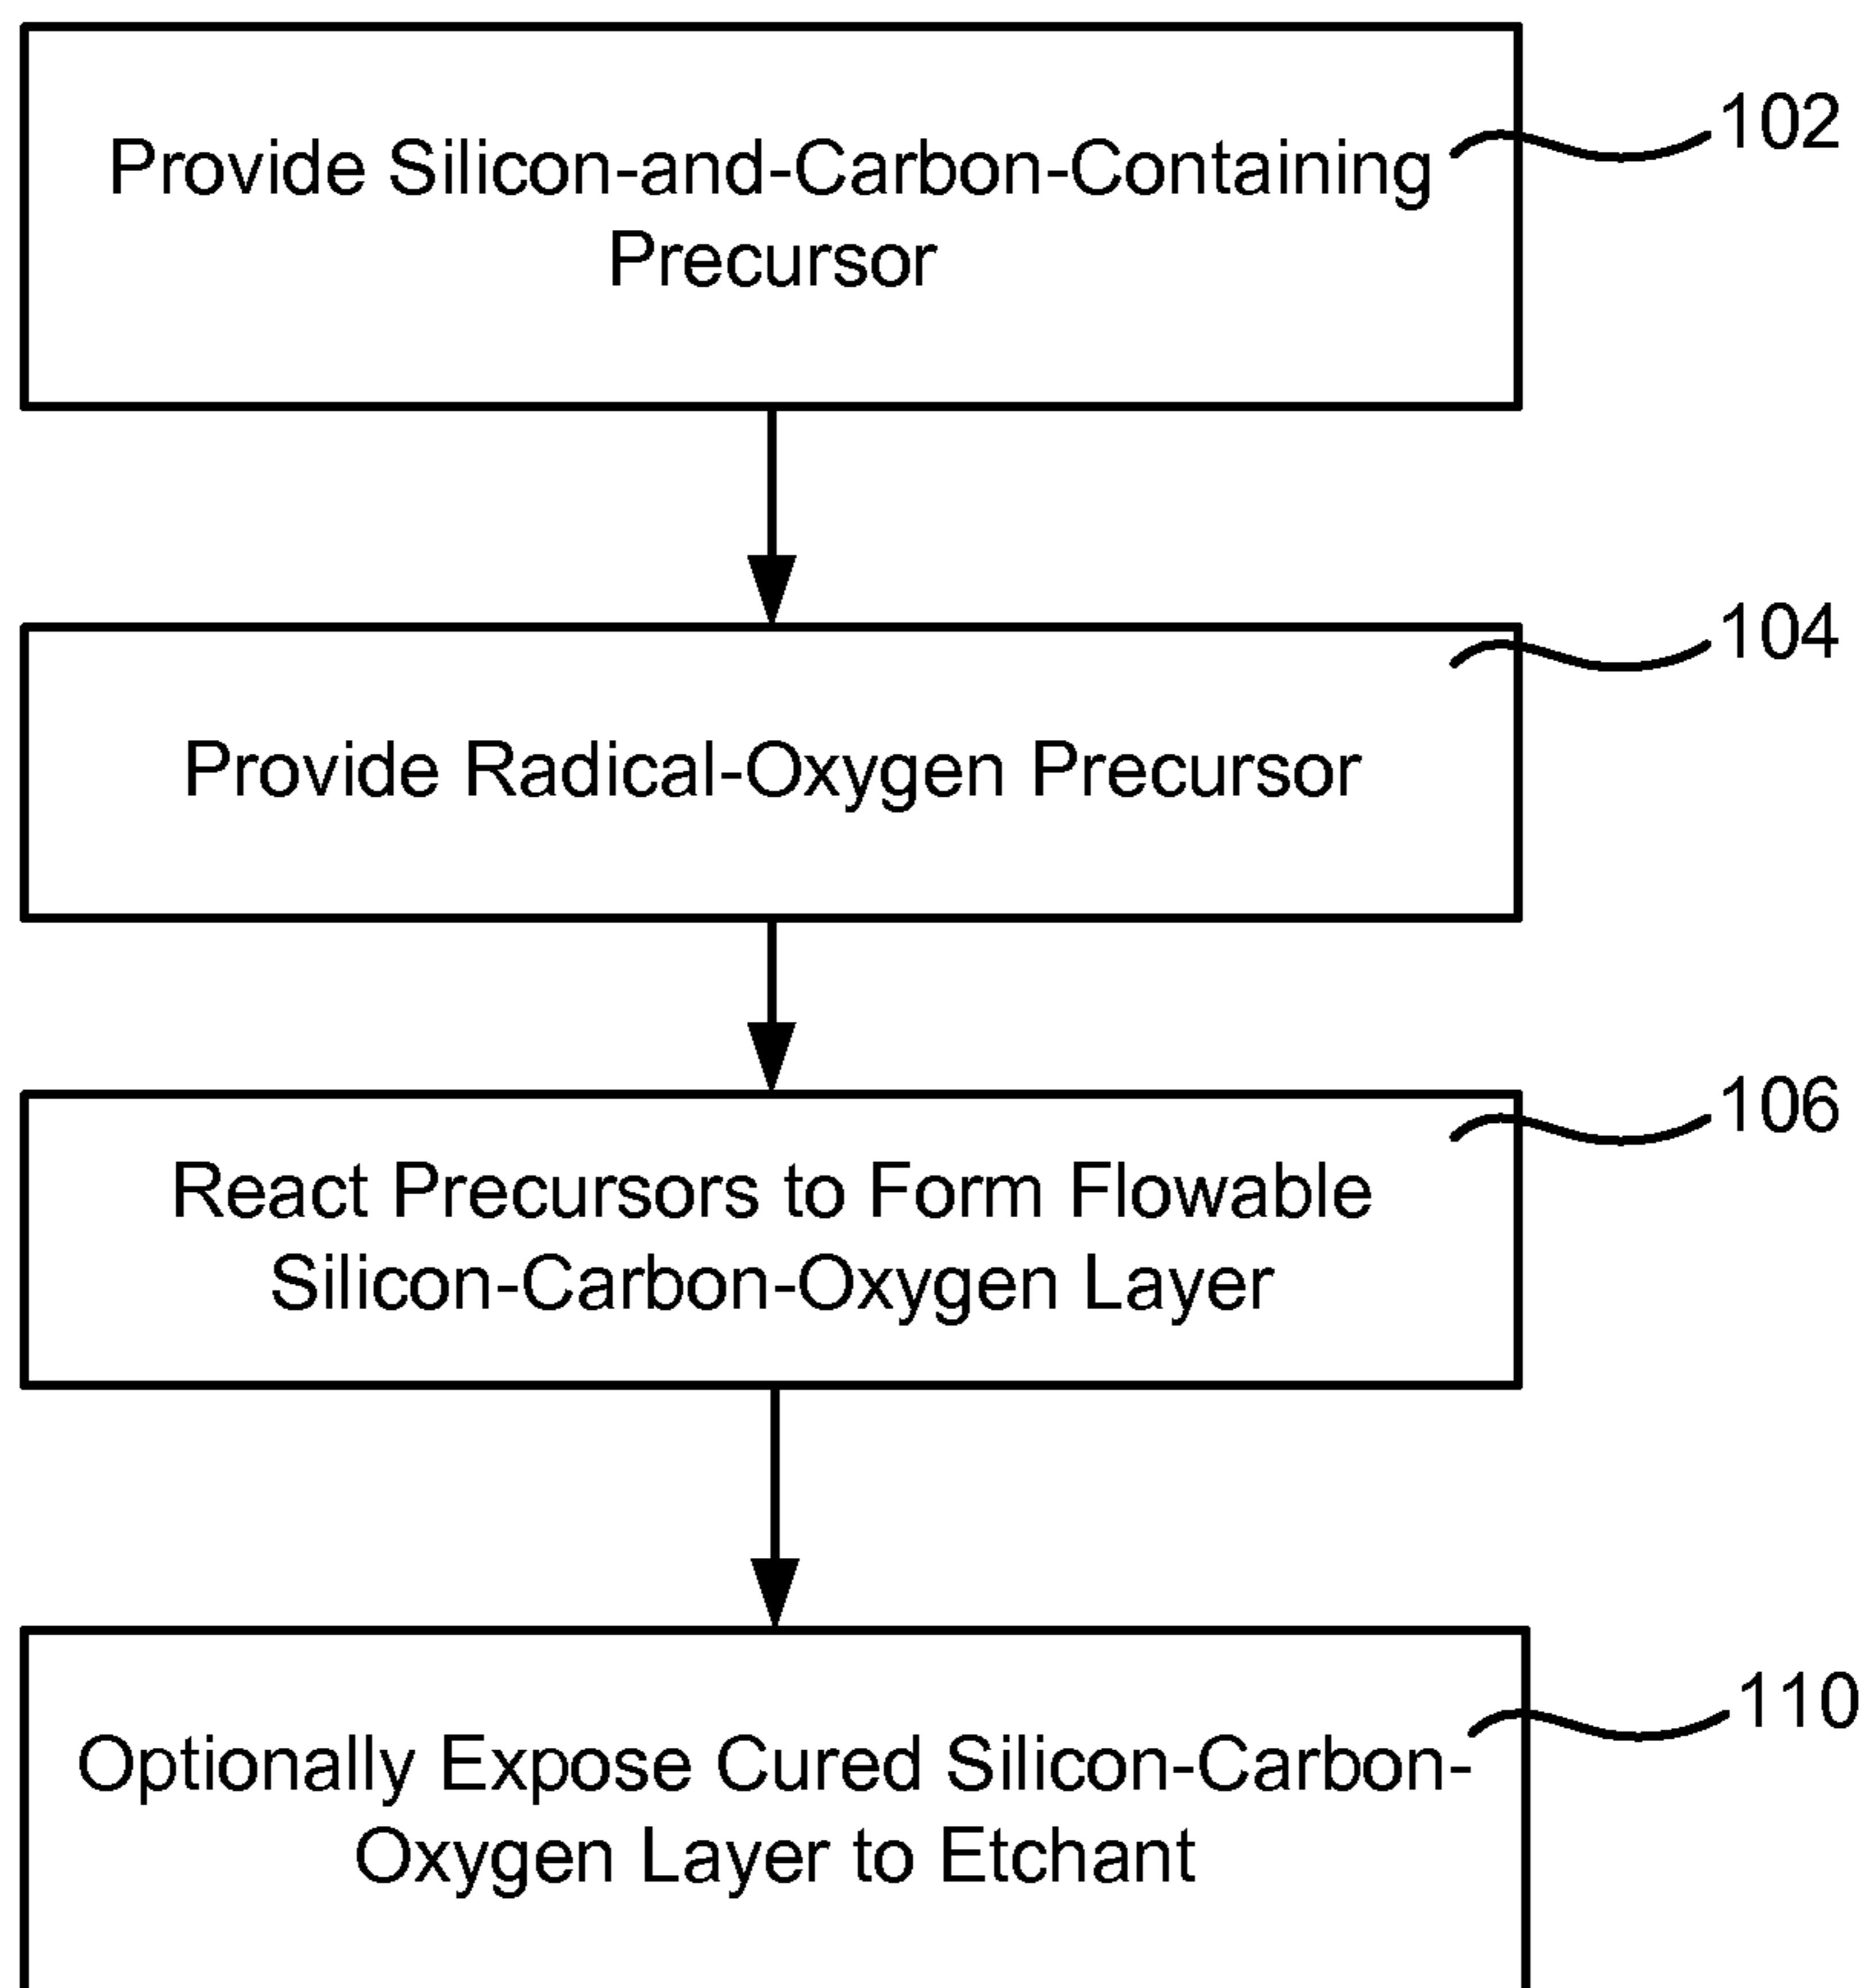 Provide Silicon-and-Carbon-Containing
Precursor
102
Provide Radical-Oxygen Precursor
104
React Precursors to Form Flowable
Silicon-Carbon-Oxygen Layer
106
Optionally Expose Cured Silicon-Carbon-
Oxygen Layer to Etchant
110